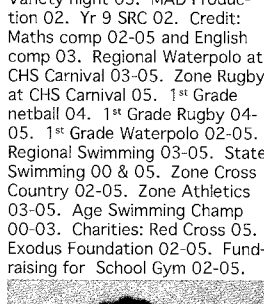 Variety night 05. MAD Produc-
tion 02. Yr 9 SRC 02. Credit:
Maths comp 02-05 and English
comp 03. Regional Waterpolo at
CHS Carnival 03-05. Zone Rugby
at CHS Carnival 05. 1st Grade
netball 04. 1st Grade Rugby 04-
05. 1st Grade Waterpolo 02-05.
Regional Swimming 03-05. State
Swimming 00 & 05. Zone Cross
Country 02-05. Zone Athletics
03-05. Age Swimming Champ
00-03. Charities: Red Cross 05.
Exodus Foundation 02-05. Fund-
raising for School Gym 02-05.